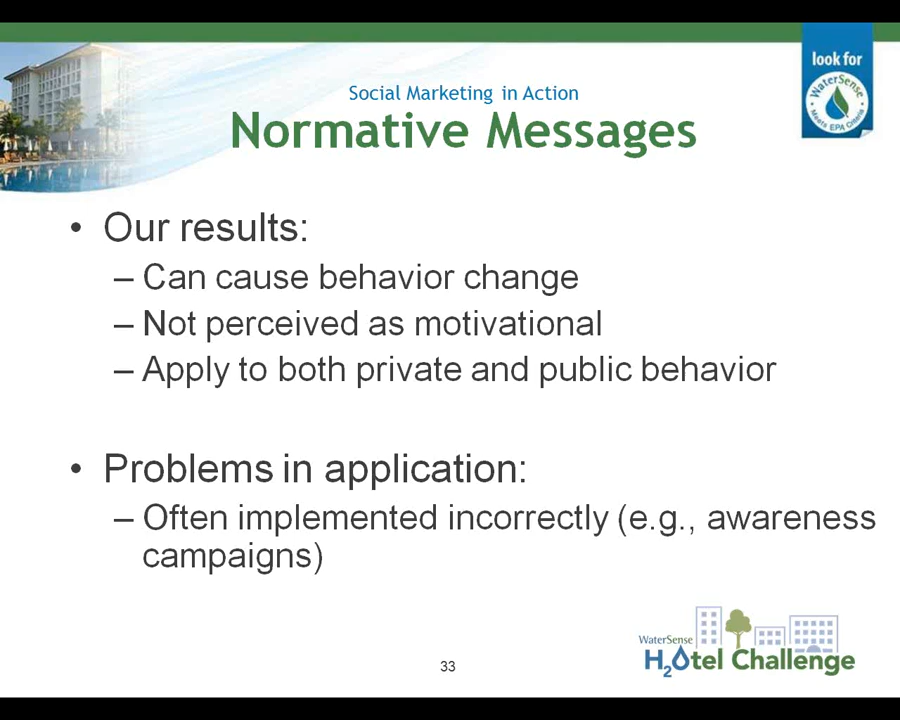 look for
WaterSense
Meets EPA Criteria
Social Marketing in Action
Normative Messages
• Our results:
– Can cause behavior change
– Not perceived as motivational
– Apply to both private and public behavior
• Problems in application:
– Often implemented incorrectly (e.g., awareness
campaigns)
WaterSense
H2Otel Challenge
33